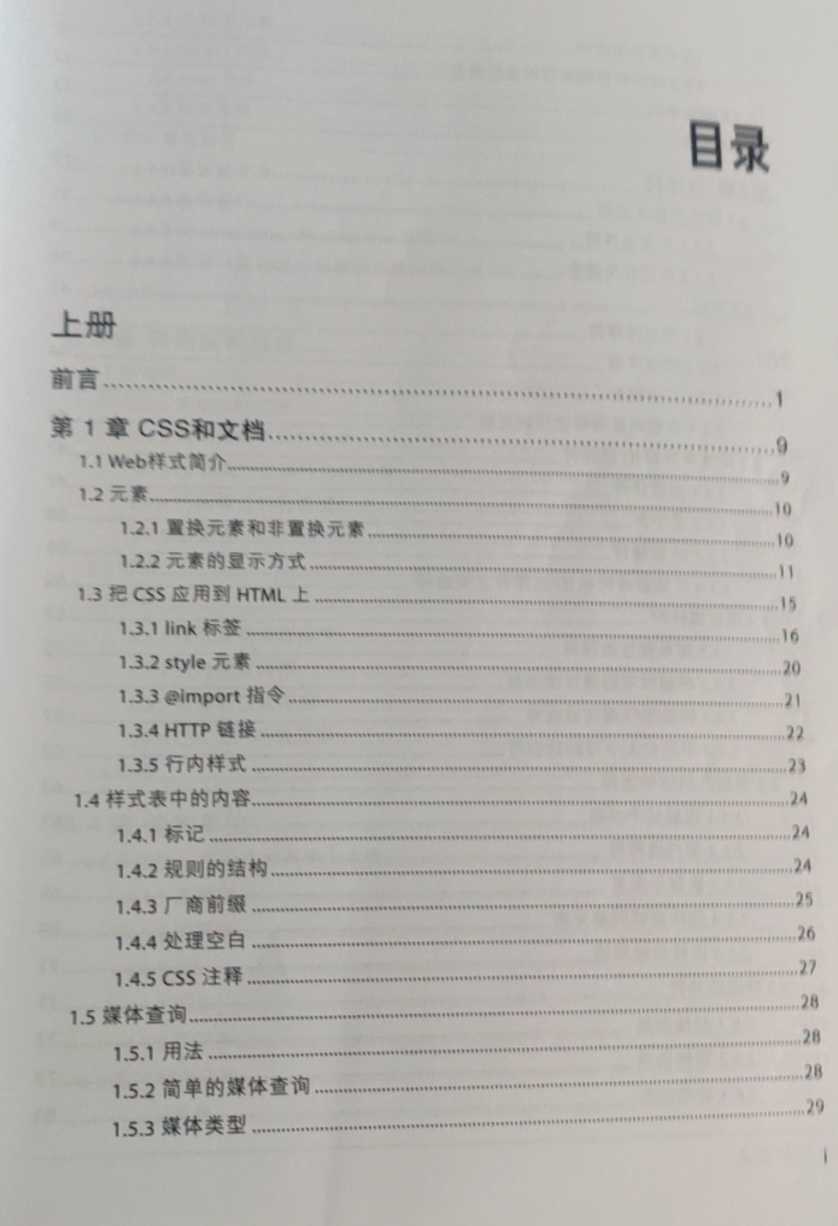 目录
上册
前言........1
第 1 章 CSS和文档........9
1.1 Web样式简介........9
1.2 元素........10
1.2.1 置换元素和非置换元素........10
1.2.2 元素的显示方式........11
1.3 把 CSS 应用到 HTML 上........15
1.3.1 link 标签........16
1.3.2 style 元素........20
1.3.3 @import 指令........21
1.3.4 HTTP 链接........22
1.3.5 行内样式........23
1.4 样式表中的内容........24
1.4.1 标记........24
1.4.2 规则的结构........24
1.4.3 厂商前缀........25
1.4.4 处理空白........26
1.4.5 CSS 注释........27
1.5 媒体查询........28
1.5.1 用法........28
1.5.2 简单的媒体查询........28
1.5.3 媒体类型........29
i